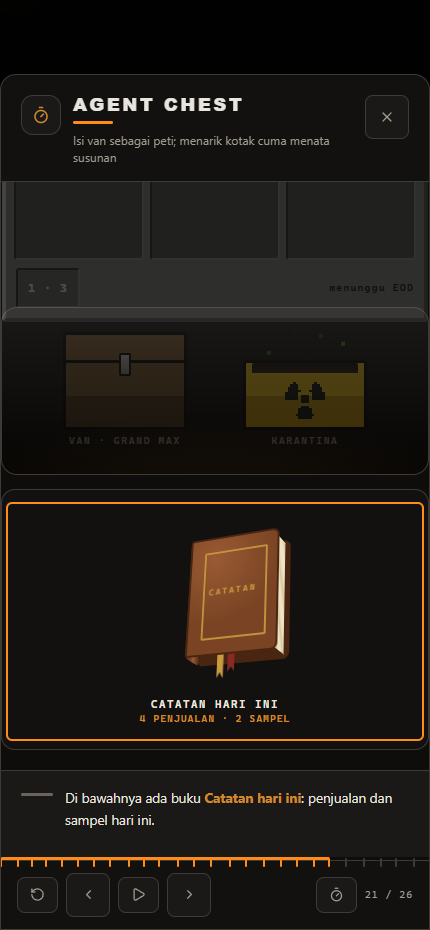 AGENT CHEST
Isi van sebagai peti; menarik kotak cuma menata
susunan
1 · 3
menunggu EOD
VAN · GRAND MAX
KARANTINA
CATATAN
CATATAN HARI INI
4 PENJUALAN · 2 SAMPEL
Di bawahnya ada buku Catatan hari ini: penjualan dan
sampel hari ini.
21 / 26